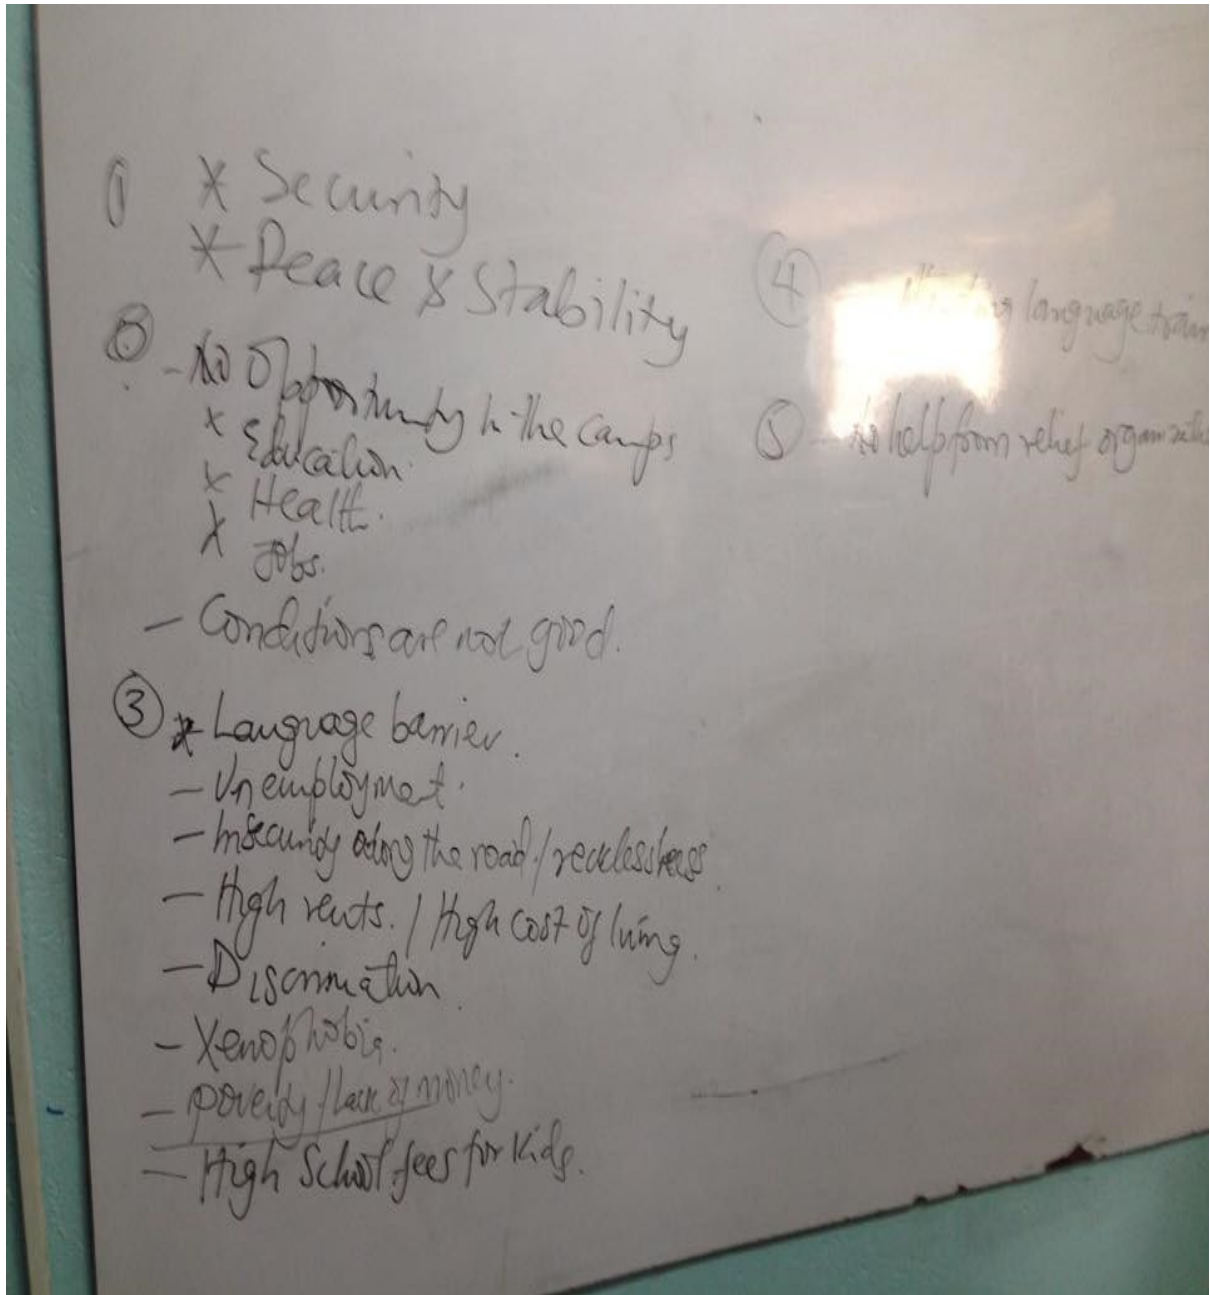 ① * Security
* Peace & Stability
② - No Opportunity in the camps
* Education.
* Health.
* Jobs.
- Conditions are not good.
③ * Language barrier.
- Unemployment.
- Insecurity along the road / recklessness.
- High rents. / High cost of living.
- Discrimination.
- Xenophobia.
- Poverty / lack of money.
- High School fees for kids.
④ language
⑤ - No help from relief